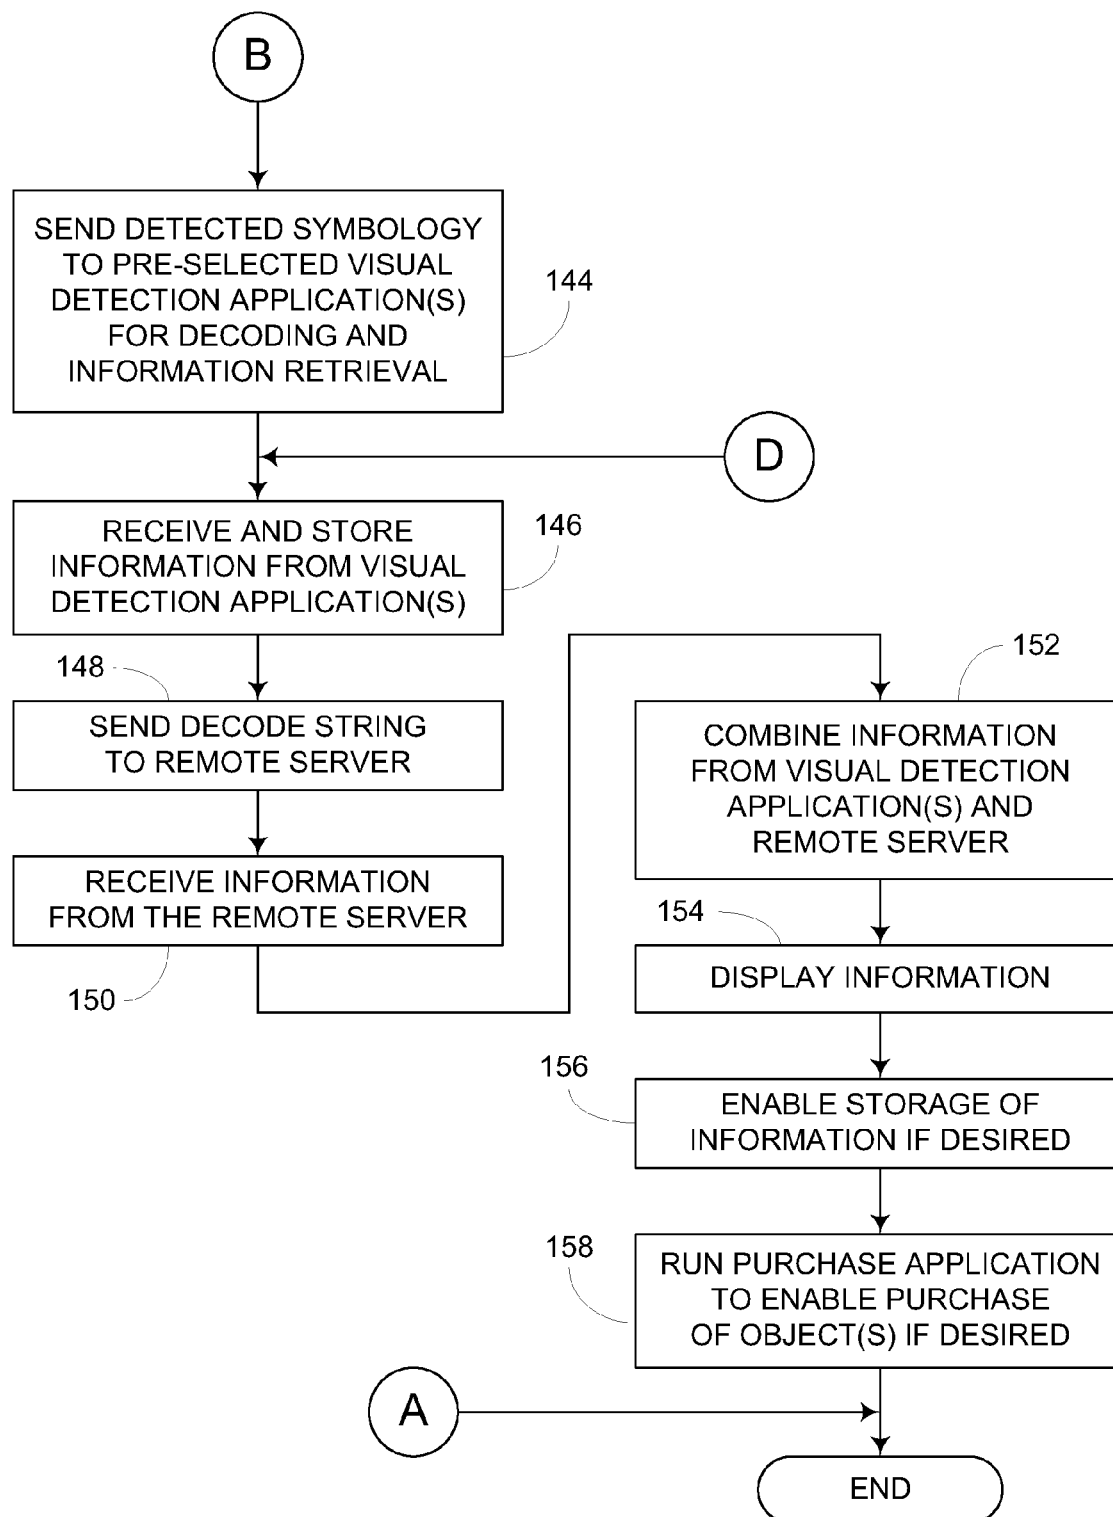 B
SEND DETECTED SYMBOLOGY
TO PRE-SELECTED VISUAL
DETECTION APPLICATION(S)
FOR DECODING AND
INFORMATION RETRIEVAL
144
D
RECEIVE AND STORE
INFORMATION FROM VISUAL
DETECTION APPLICATION(S)
146
148
SEND DECODE STRING
TO REMOTE SERVER
RECEIVE INFORMATION
FROM THE REMOTE SERVER
150
152
COMBINE INFORMATION
FROM VISUAL DETECTION
APPLICATION(S) AND
REMOTE SERVER
154
DISPLAY INFORMATION
156
ENABLE STORAGE OF
INFORMATION IF DESIRED
158
RUN PURCHASE APPLICATION
TO ENABLE PURCHASE
OF OBJECT(S) IF DESIRED
A
END